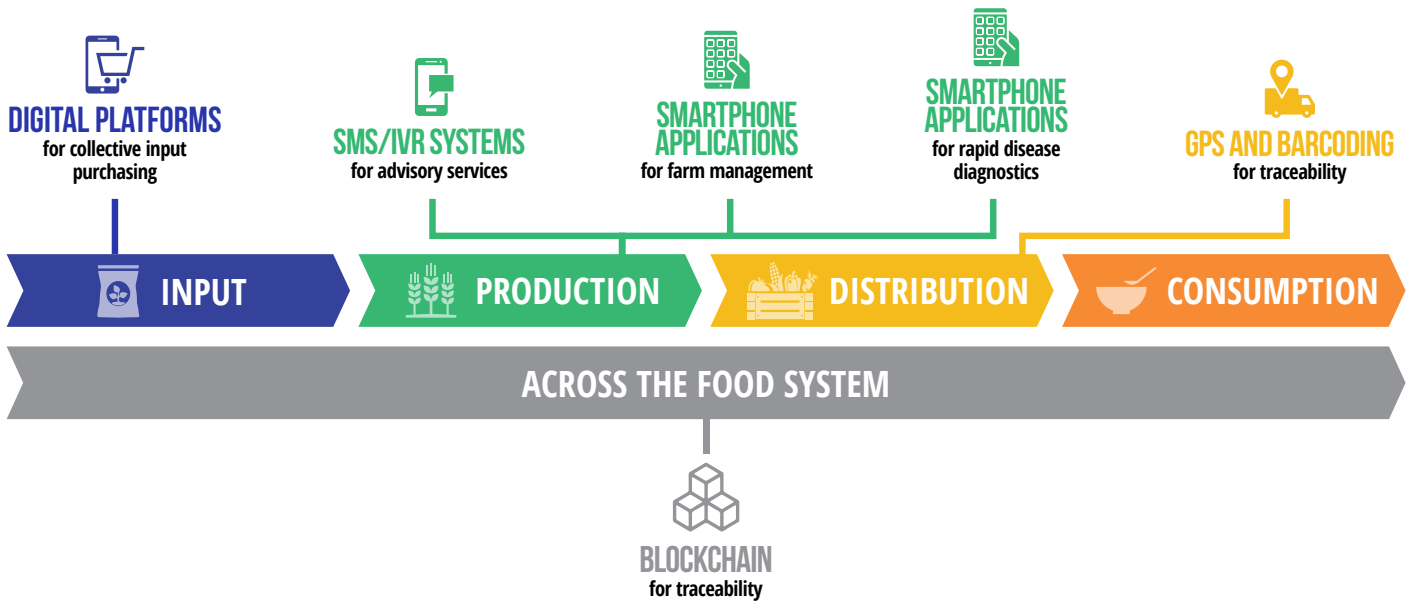 DIGITAL PLATFORMS
for collective input
purchasing
SMS/IVR SYSTEMS
for advisory services
SMARTPHONE
APPLICATIONS
for farm management
SMARTPHONE
APPLICATIONS
for rapid disease
diagnostics
GPS AND BARCODING
for traceability
INPUT
PRODUCTION
DISTRIBUTION
CONSUMPTION
ACROSS THE FOOD SYSTEM
BLOCKCHAIN
for traceability